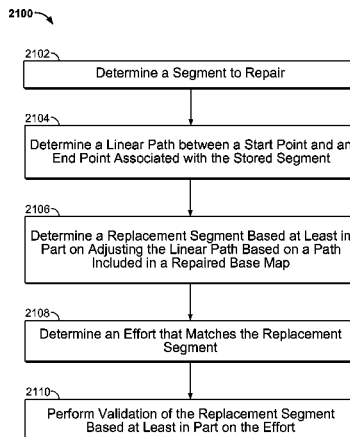 2100
2102
Determine a Segment to Repair
2104
Determine a Linear Path between a Start Point and an
End Point Associated with the Stored Segment
2106
Determine a Replacement Segment Based at Least in
Part on Adjusting the Linear Path Based on a Path
Included in a Repaired Base Map
2108
Determine an Effort that Matches the Replacement
Segment
2110
Perform Validation of the Replacement Segment
Based at Least in Part on the Effort